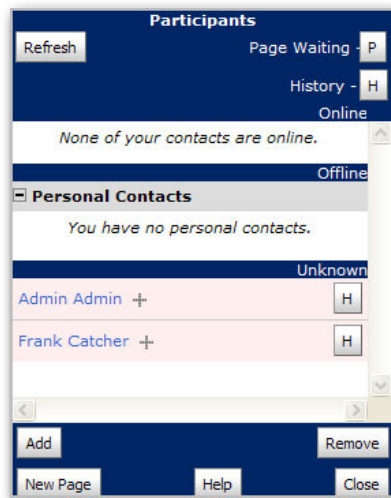 Participants
Refresh Page Waiting - P
History - H
Online
None of your contacts are online.
Offline
Personal Contacts
You have no personal contacts.
Unknown
Admin Admin + H
Frank Catcher + H
Add Remove
New Page Help Close